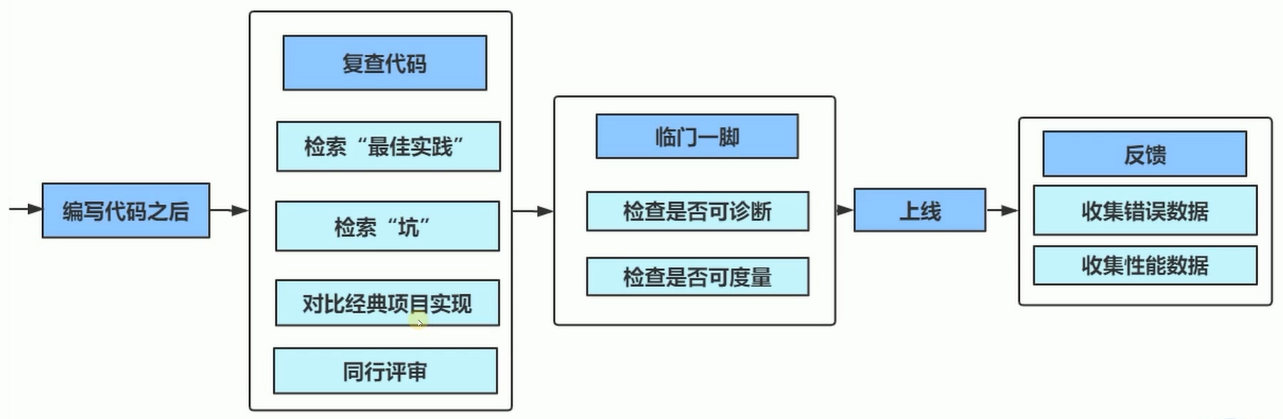 编写代码之后
复查代码
检索“最佳实践”
检索“坑”
对比经典项目实现
同行评审
临门一脚
检查是否可诊断
检查是否可度量
上线
反馈
收集错误数据
收集性能数据